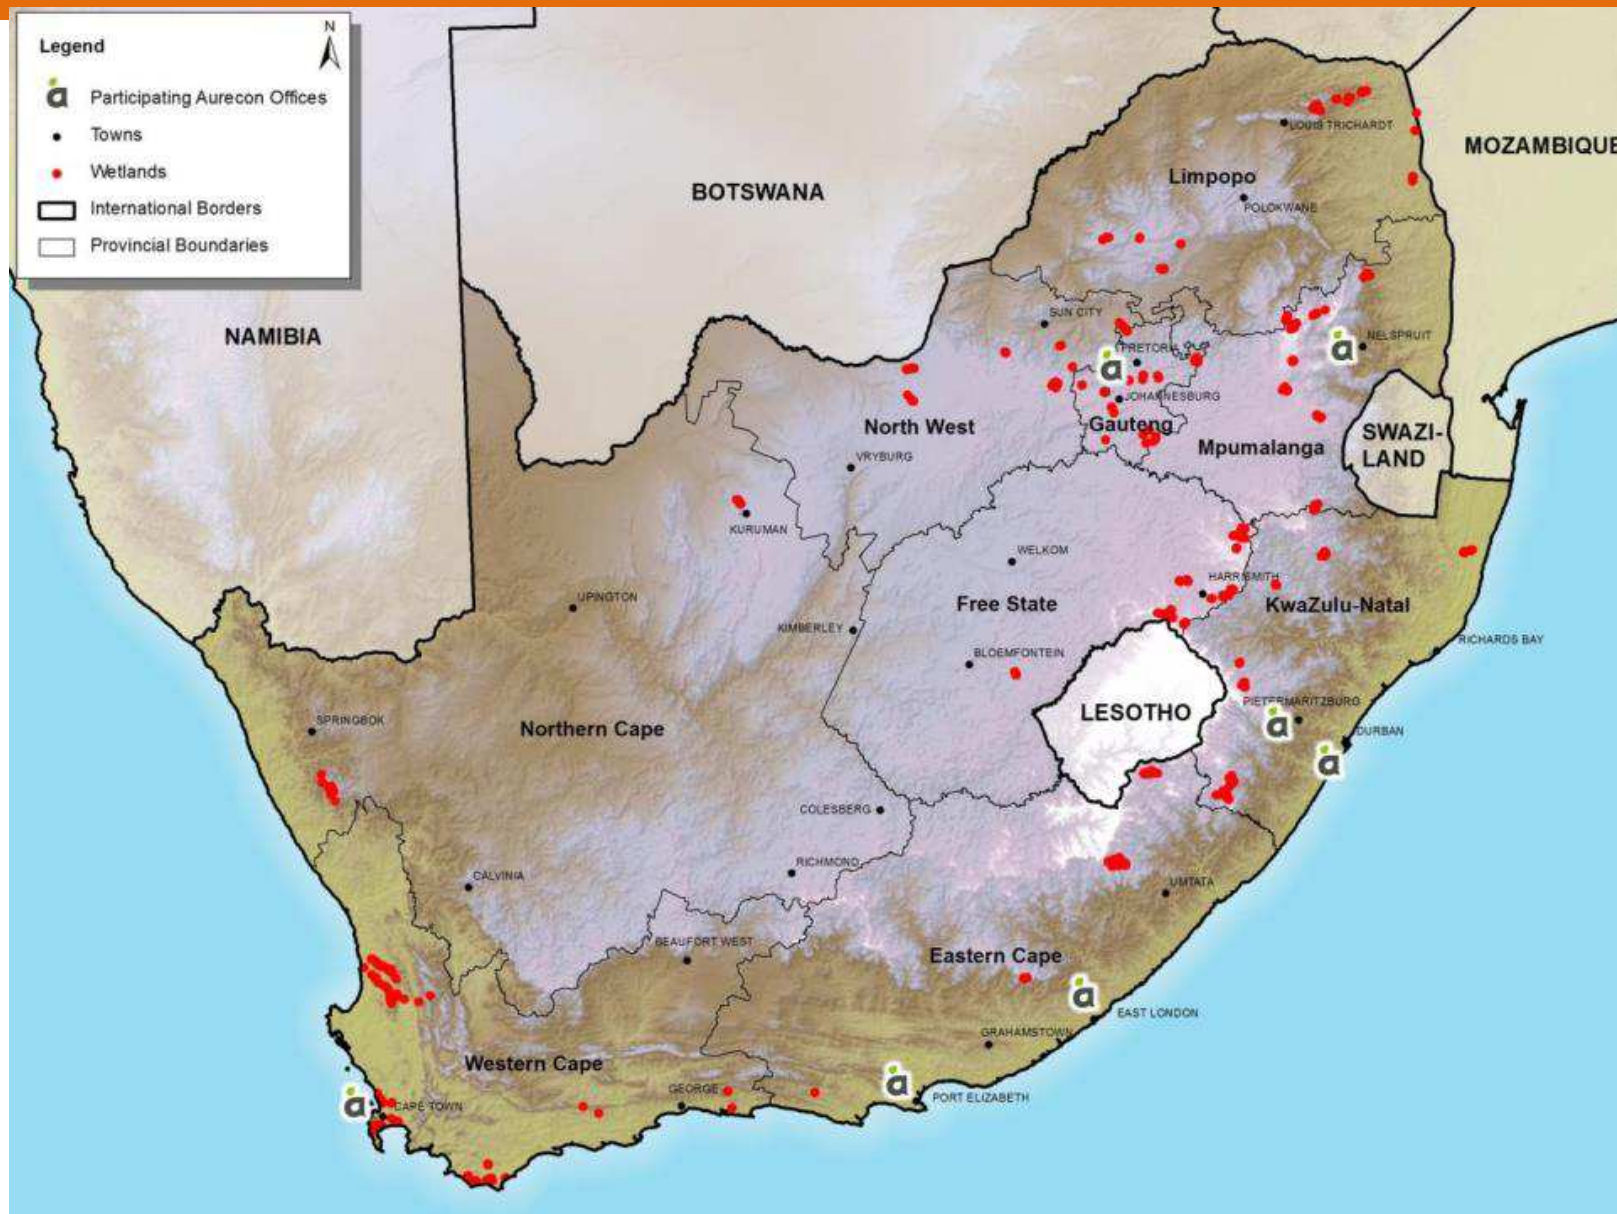 Legend
N
a Participating Aurecon Offices
Towns
Wetlands
International Borders
Provincial Boundaries
LOUIS TRICHARDT
MOZAMBIQUE
Limpopo
BOTSWANA
POLOKWANE
SUN CITY
NAMIBIA
PRETORIA
a
a
NELSPRUIT
JOHANNESBURG
North West
Gauteng
Mpumalanga
SWAZI-
LAND
VRYBURG
KURUMAN
WELKOM
HARRISMITH
UPINGTON
Free State
KwaZulu-Natal
KIMBERLEY
RICHARDS BAY
BLOEMFONTEIN
PIETERMARITZBURG
LESOTHO
SPRINGBOK
a
Northern Cape
DURBAN
a
COLESBERG
RICHMOND
CALVINIA
UMTATA
BEAUFORT WEST
Eastern Cape
a
EAST LONDON
GRAHAMSTOWN
Western Cape
a
GEORGE
PORT ELIZABETH
a
CAPE TOWN